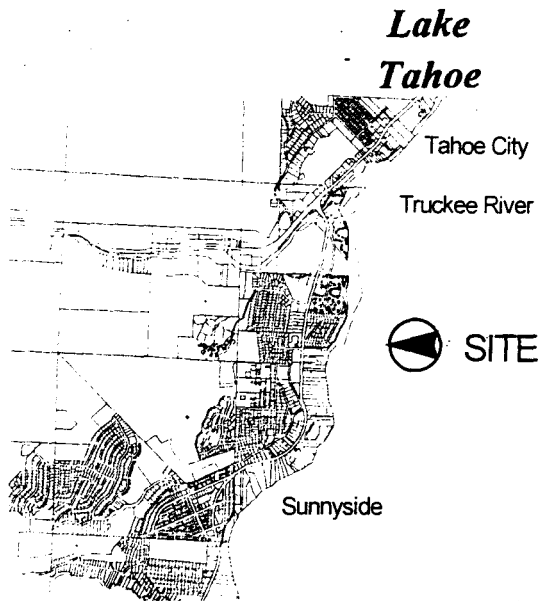 Lake
Tahoe
Tahoe City
Truckee River
SITE
Sunnyside